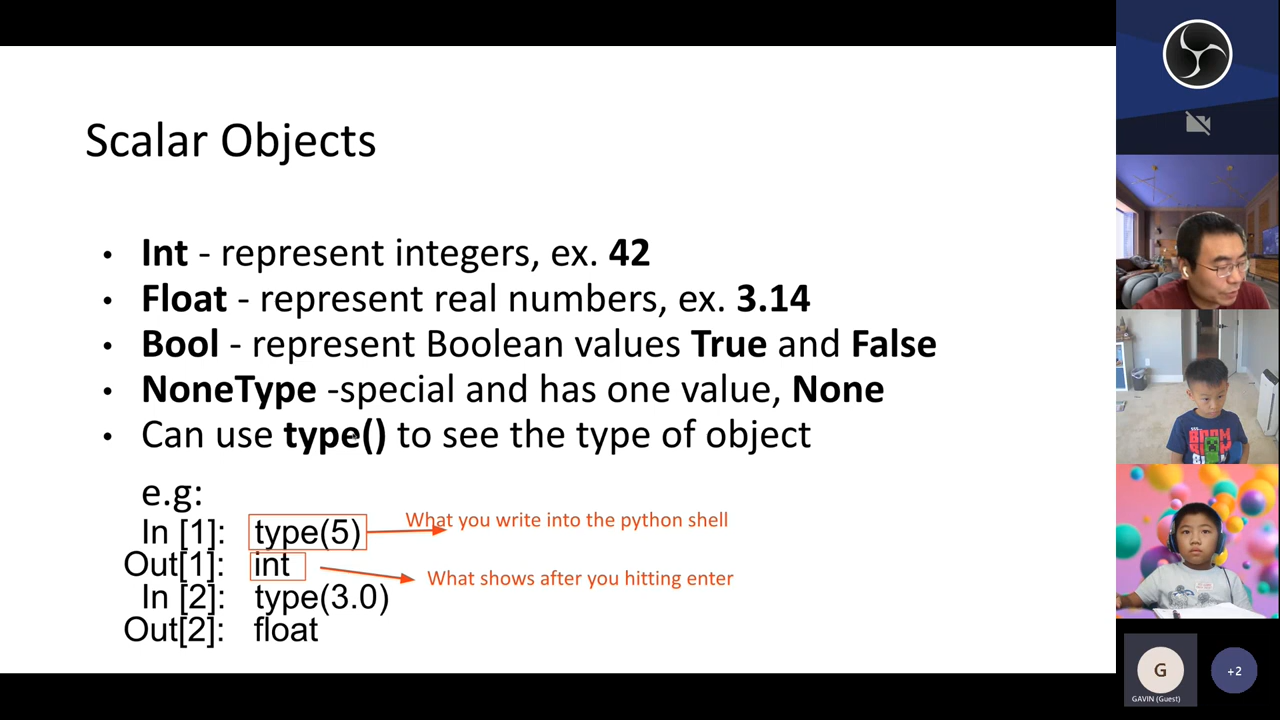 Scalar Objects
• Int - represent integers, ex. 42
• Float - represent real numbers, ex. 3.14
• Bool - represent Boolean values True and False
• NoneType -special and has one value, None
• Can use type() to see the type of object
e.g:
In [1]: type(5) What you write into the python shell
Out[1]: int What shows after you hitting enter
In [2]: type(3.0)
Out[2]: float
BOOM
G
GAVIN (Guest)
+2